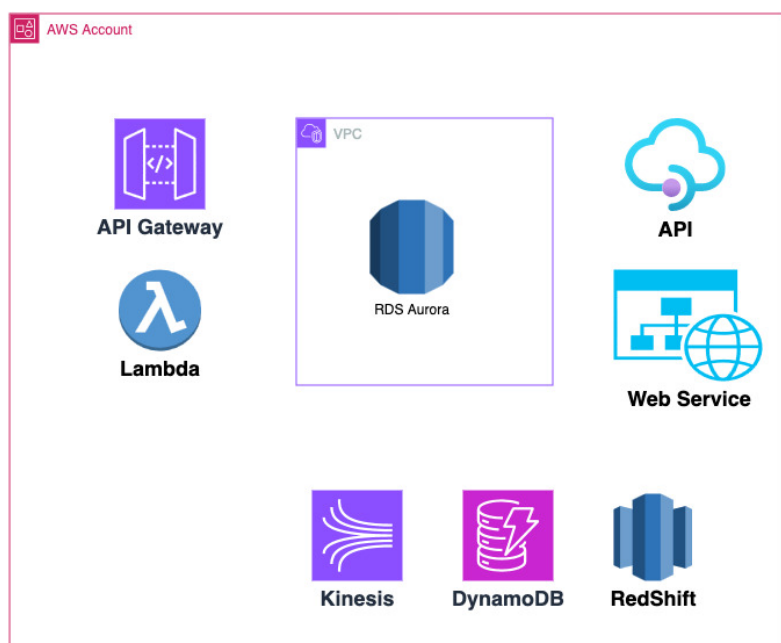 AWS Account
VPC
</>
API Gateway
RDS Aurora
API
Lambda
Web Service
Kinesis
DynamoDB
RedShift